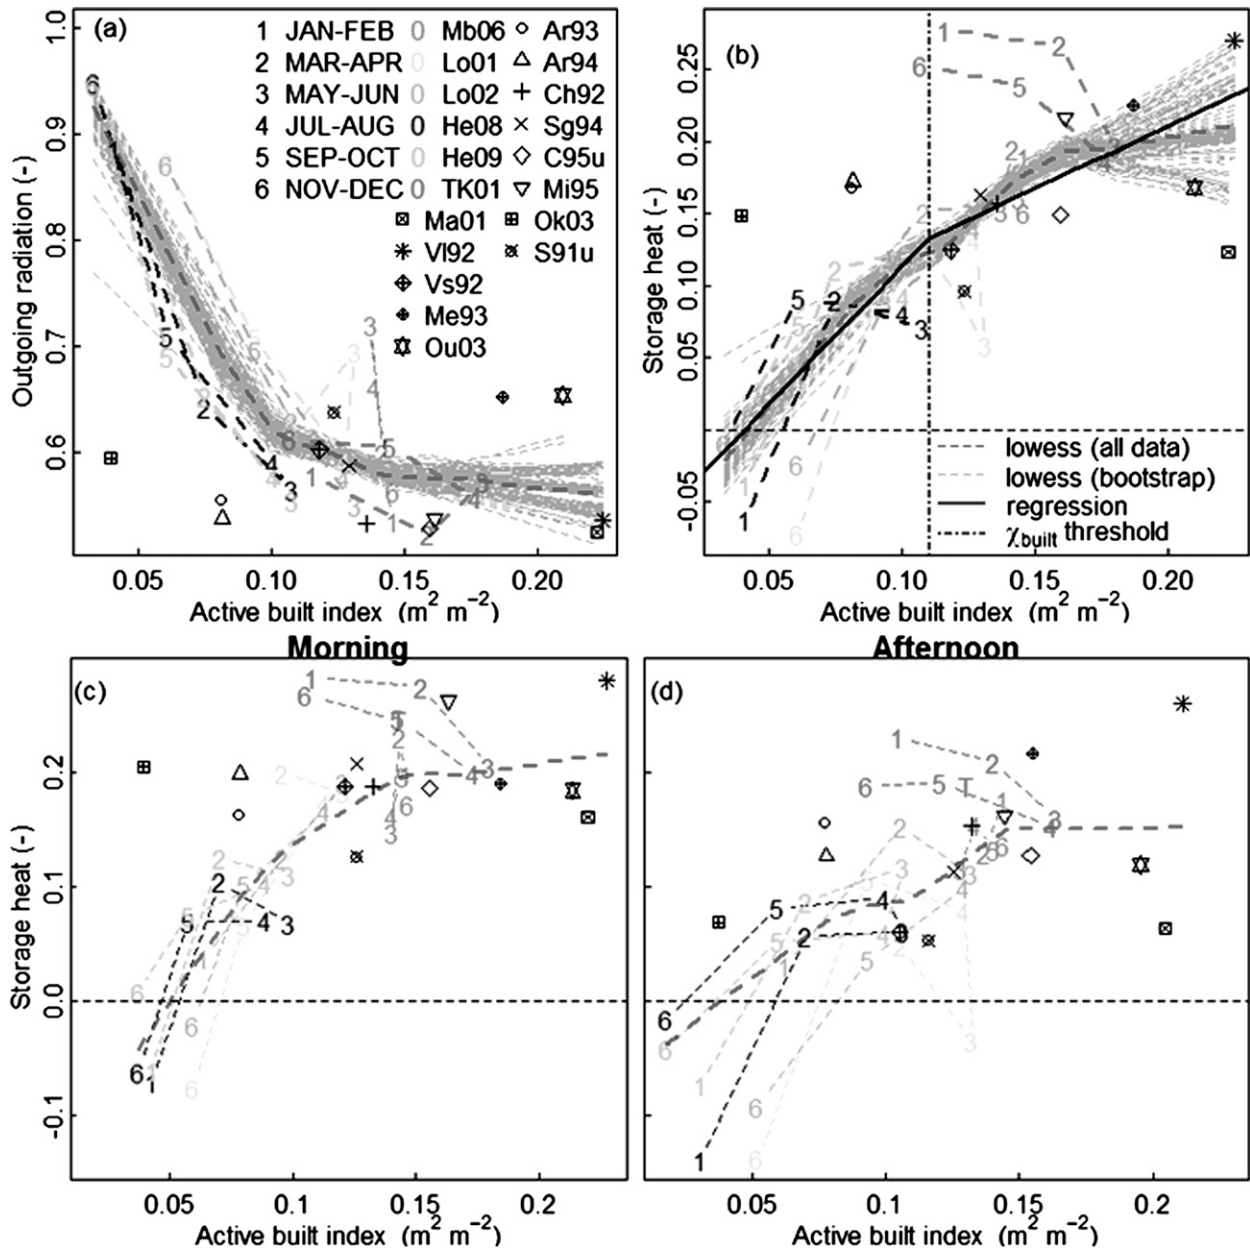 (a)
1 JAN-FEB 0 Mb06 Ar93
2 MAR-APR 0 Lo01 Ar94
3 MAY-JUN 0 Lo02 Ch92
4 JUL-AUG 0 He08 Sg94
5 SEP-OCT 0 He09 C95u
6 NOV-DEC 0 TK01 Mi95
Ma01 Ok03
Vl92 S91u
Vs92
Me93
Ou03
Outgoing radiation (-)
1.0
0.9
0.8
0.7
0.6
0.05 0.10 0.15 0.20
Active built index (m² m⁻²)
(b)
Storage heat (-)
0.25
0.20
0.15
0.10
0.05
-0.05
lowess (all data)
lowess (bootstrap)
regression
χbuilt threshold
0.05 0.10 0.15 0.20
Active built index (m² m⁻²)
Morning
(c)
Storage heat (-)
0.2
0.1
0.0
-0.1
0.05 0.1 0.15 0.2
Active built index (m² m⁻²)
Afternoon
(d)
0.05 0.1 0.15 0.2
Active built index (m² m⁻²)